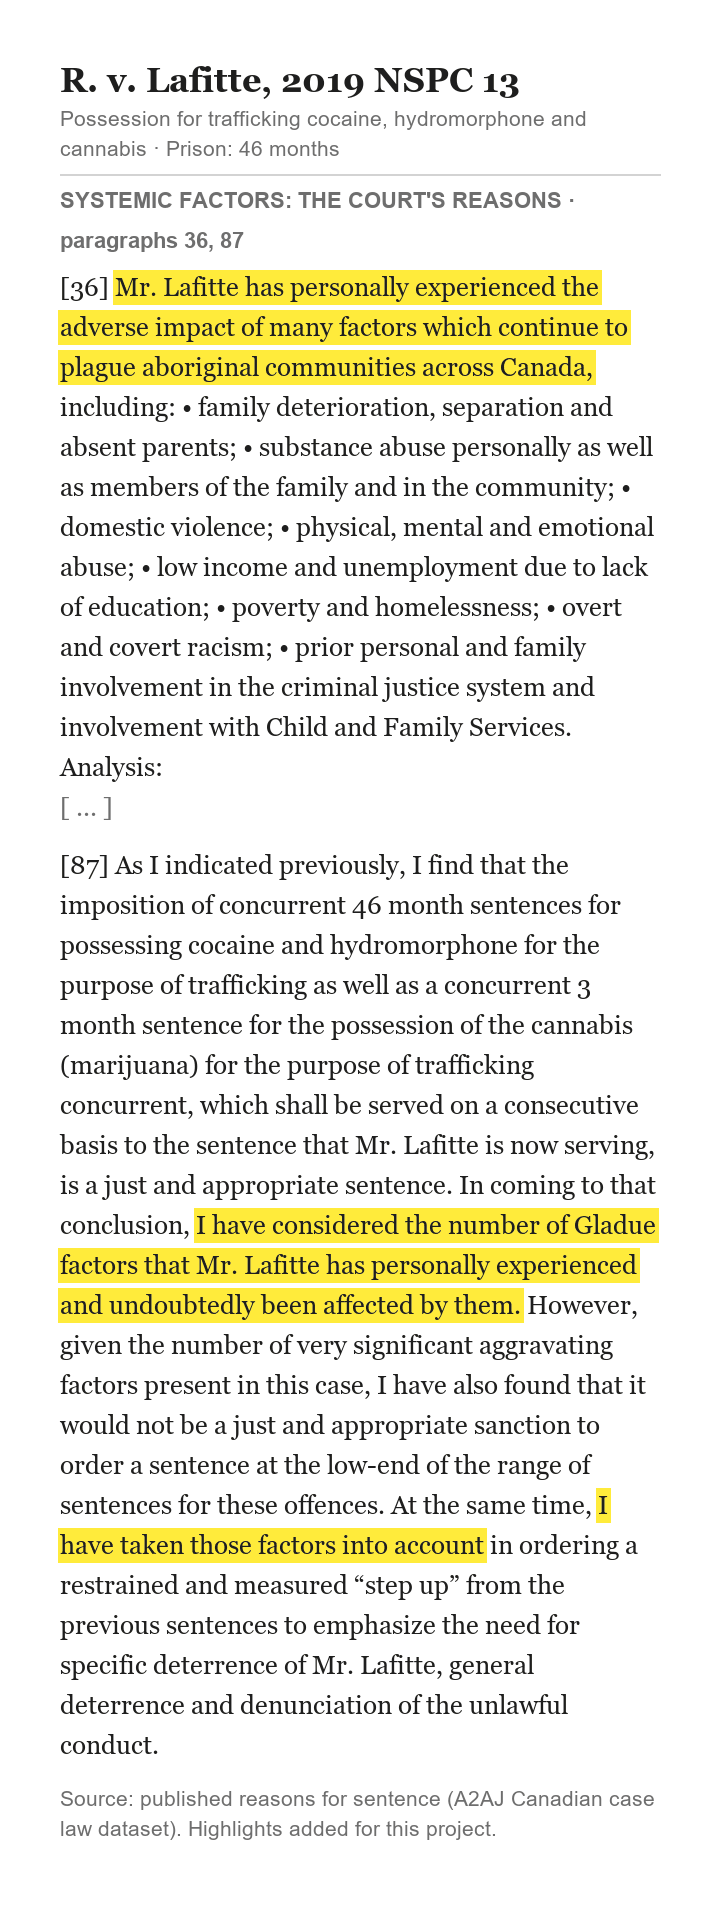 R. v. Lafitte, 2019 NSPC 13
Possession for trafficking cocaine, hydromorphone and
cannabis · Prison: 46 months
SYSTEMIC FACTORS: THE COURT'S REASONS ·
paragraphs 36, 87
[36] Mr. Lafitte has personally experienced the
adverse impact of many factors which continue to
plague aboriginal communities across Canada,
including: • family deterioration, separation and
absent parents; • substance abuse personally as well
as members of the family and in the community; •
domestic violence; • physical, mental and emotional
abuse; • low income and unemployment due to lack
of education; • poverty and homelessness; • overt
and covert racism; • prior personal and family
involvement in the criminal justice system and
involvement with Child and Family Services.
Analysis:
[ ... ]
[87] As I indicated previously, I find that the
imposition of concurrent 46 month sentences for
possessing cocaine and hydromorphone for the
purpose of trafficking as well as a concurrent 3
month sentence for the possession of the cannabis
(marijuana) for the purpose of trafficking
concurrent, which shall be served on a consecutive
basis to the sentence that Mr. Lafitte is now serving,
is a just and appropriate sentence. In coming to that
conclusion, I have considered the number of Gladue
factors that Mr. Lafitte has personally experienced
and undoubtedly been affected by them. However,
given the number of very significant aggravating
factors present in this case, I have also found that it
would not be a just and appropriate sanction to
order a sentence at the low-end of the range of
sentences for these offences. At the same time, I
have taken those factors into account in ordering a
restrained and measured “step up” from the
previous sentences to emphasize the need for
specific deterrence of Mr. Lafitte, general
deterrence and denunciation of the unlawful
conduct.
Source: published reasons for sentence (A2AJ Canadian case
law dataset). Highlights added for this project.